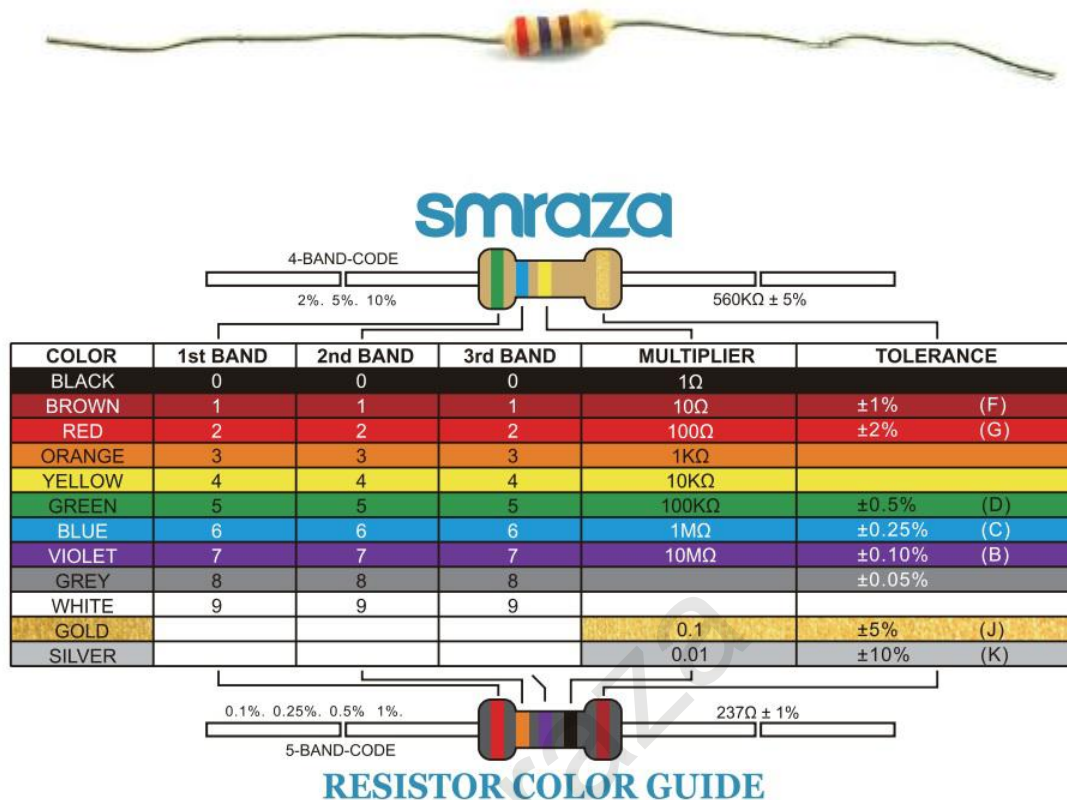 smraza
4-BAND-CODE
2%. 5%. 10%
560KΩ ± 5%
COLOR 1st BAND 2nd BAND 3rd BAND MULTIPLIER TOLERANCE
BLACK 0 0 0 1Ω
BROWN 1 1 1 10Ω ±1% (F)
RED 2 2 2 100Ω ±2% (G)
ORANGE 3 3 3 1KΩ
YELLOW 4 4 4 10KΩ
GREEN 5 5 5 100KΩ ±0.5% (D)
BLUE 6 6 6 1MΩ ±0.25% (C)
VIOLET 7 7 7 10MΩ ±0.10% (B)
GREY 8 8 8 ±0.05%
WHITE 9 9 9
GOLD 0.1 ±5% (J)
SILVER 0.01 ±10% (K)
0.1%. 0.25%. 0.5% 1%.
237Ω ± 1%
5-BAND-CODE
RESISTOR COLOR GUIDE